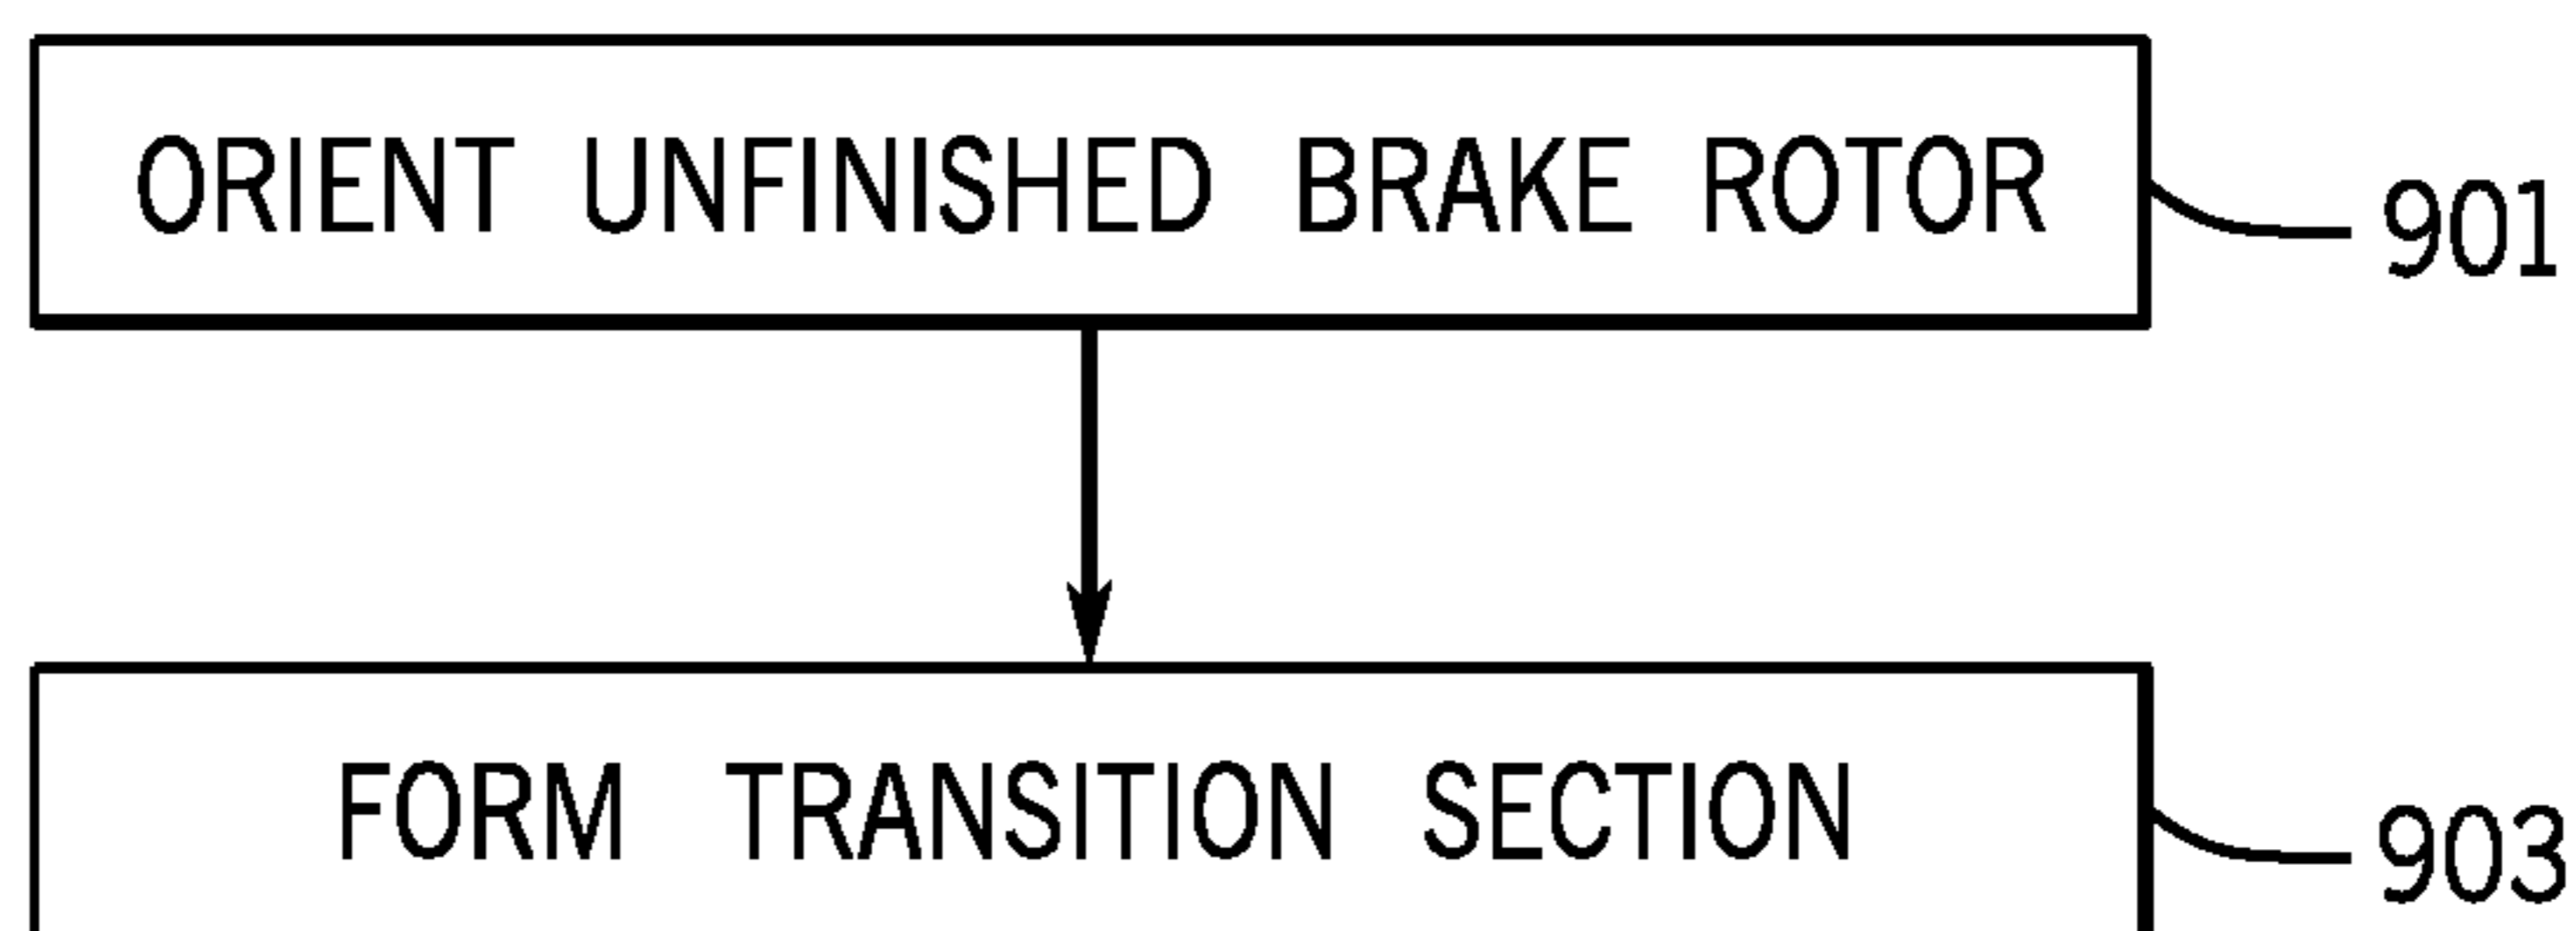 ORIENT UNFINISHED BRAKE ROTOR
901
FORM TRANSITION SECTION
903